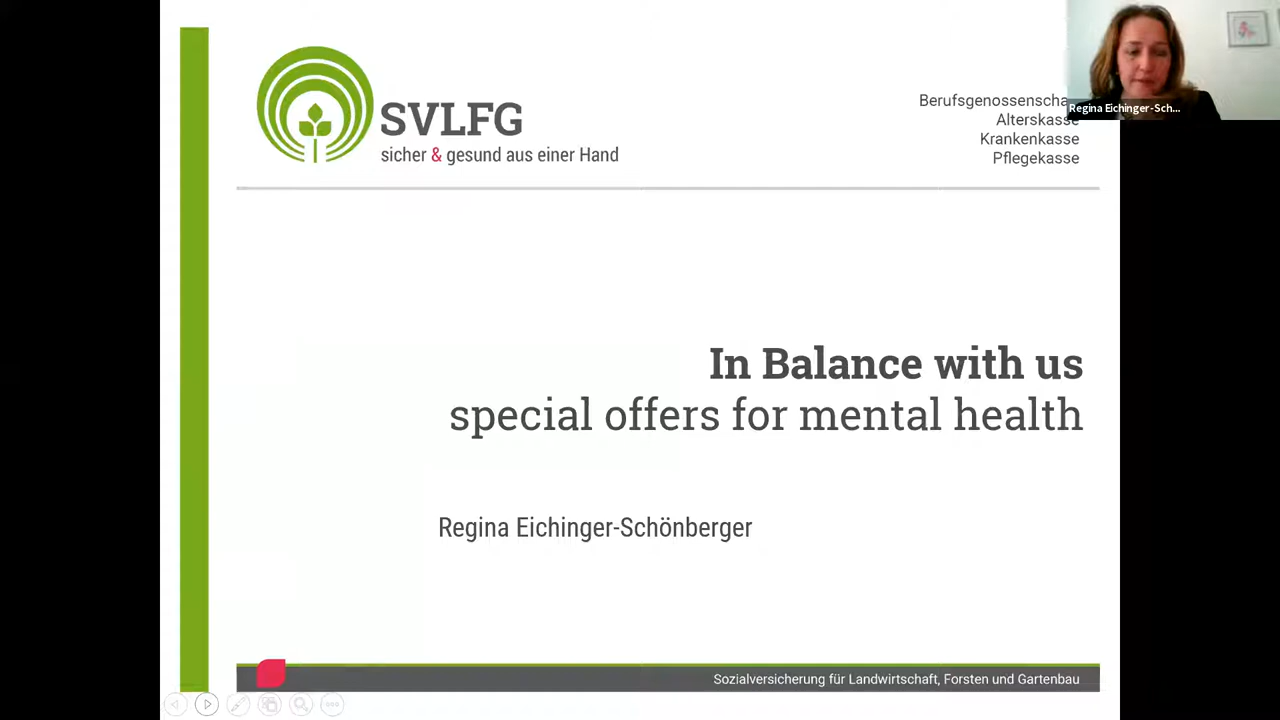 SVLFG
sicher & gesund aus einer Hand
Berufsgenossenscha
Alterskasse
Krankenkasse
Pflegekasse
Regina Eichinger-Sch...
In Balance with us
special offers for mental health
Regina Eichinger-Schönberger
Sozialversicherung für Landwirtschaft, Forsten und Gartenbau